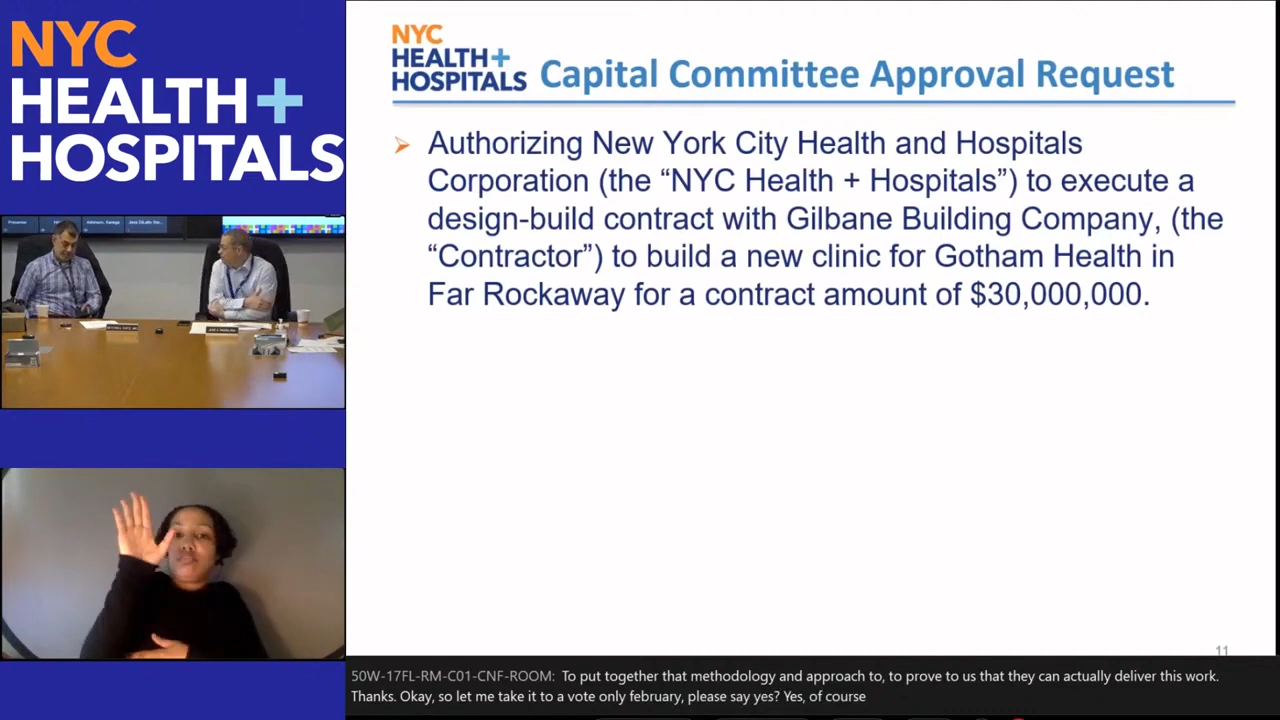 NYC
HEALTH+
HOSPITALS
NYC
HEALTH+
HOSPITALS
Capital Committee Approval Request
Authorizing New York City Health and Hospitals
Corporation (the “NYC Health + Hospitals”) to execute a
design-build contract with Gilbane Building Company, (the
“Contractor”) to build a new clinic for Gotham Health in
Far Rockaway for a contract amount of $30,000,000.
11
50W-17FL-RM-C01-CNF-ROOM: To put together that methodology and approach to, to prove to us that they can actually deliver this work.
Thanks. Okay, so let me take it to a vote only february, please say yes? Yes, of course